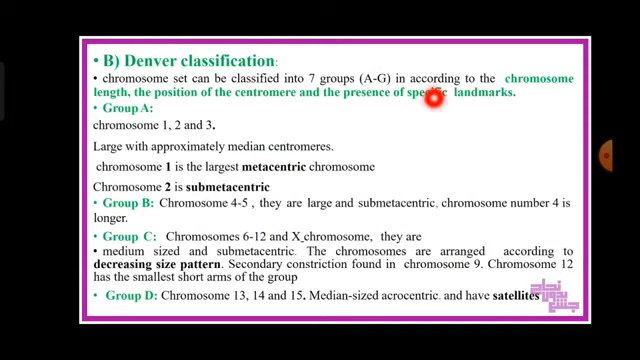 • B) Denver classification:
• chromosome set can be classified into 7 groups (A-G) in according to the chromosome
length, the position of the centromere and the presence of specific landmarks.
• Group A:
chromosome 1, 2 and 3.
Large with approximately median centromeres.
chromosome 1 is the largest metacentric chromosome
Chromosome 2 is submetacentric
• Group B: Chromosome 4-5 , they are large and submetacentric, chromosome number 4 is
longer.
• Group C: Chromosomes 6-12 and X_chromosome, they are
• medium sized and submetacentric. The chromosomes are arranged according to
decreasing size pattern. Secondary constriction found in chromosome 9. Chromosome 12
has the smallest short arms of the group
• Group D: Chromosome 13, 14 and 15. Median-sized acrocentric and have satellites